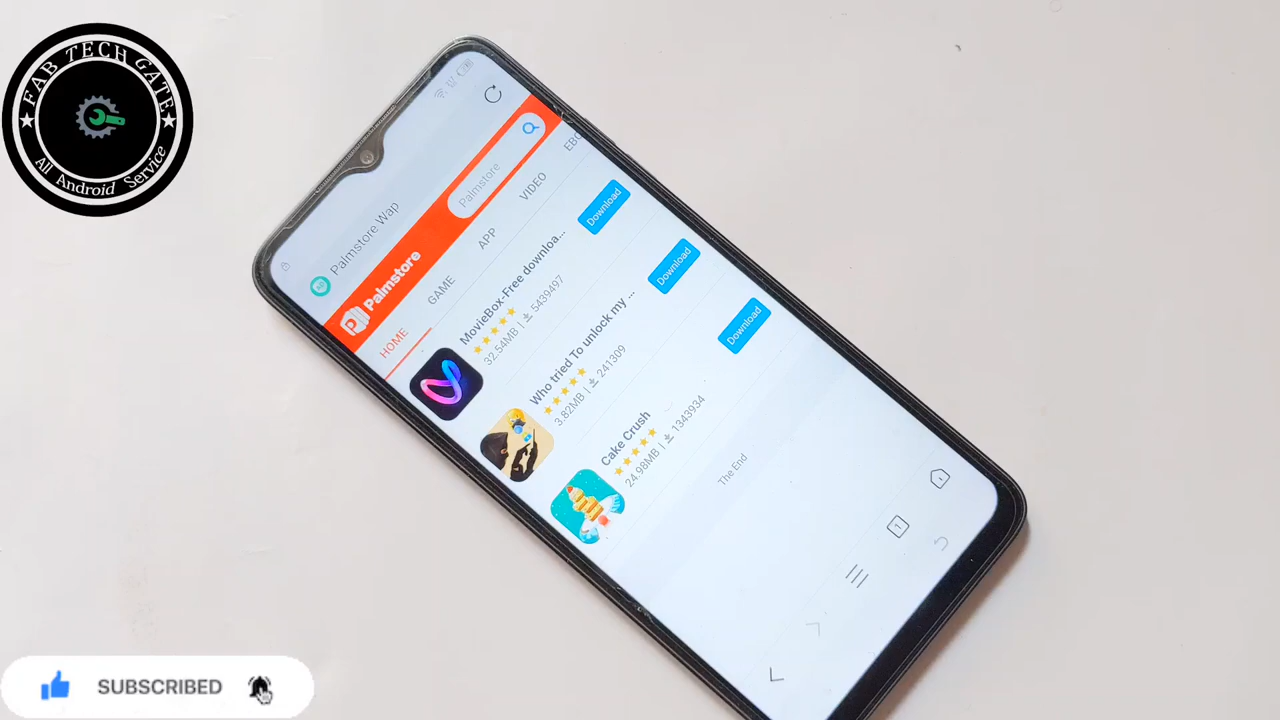 FAB TECH GATE
All Android Service
Palmstore Wap
Palmstore
Palmstore
HOME
GAME
APP
VIDEO
EBO
MovieBox-Free downloa...
32.54MB | 5439497
Download
Who tried To unlock my ...
3.82MB | 241309
Download
Cake Crush
24.98MB | 1343934
Download
The End
1
SUBSCRIBED